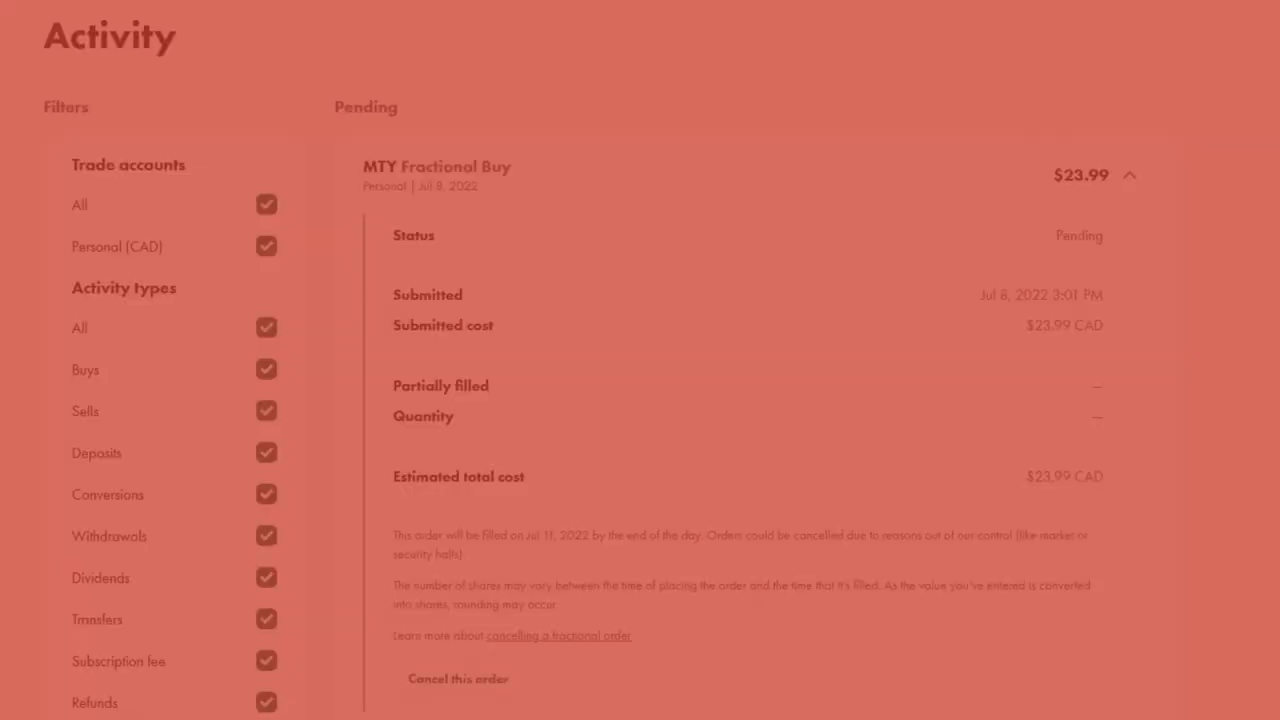 Activity
Filters
Trade accounts
All
Personal (CAD)
Activity types
All
Buys
Sells
Deposits
Conversions
Withdrawals
Dividends
Transfers
Subscription fee
Refunds
Pending
MTY Fractional Buy
$23.99
Personal | Jul 8, 2022
Status Pending
Submitted Jul 8, 2022 3:01 PM
Submitted cost $23.99 CAD
Partially filled —
Quantity —
Estimated total cost $23.99 CAD
This order will be filled on Jul 11, 2022 by the end of the day. Orders could be cancelled due to reasons out of our control (like market or
security halts).
The number of shares may vary between the time of placing the order and the time that it's filled. As the value you've entered is converted
into shares, rounding may occur.
Learn more about cancelling a fractional order
Cancel this order